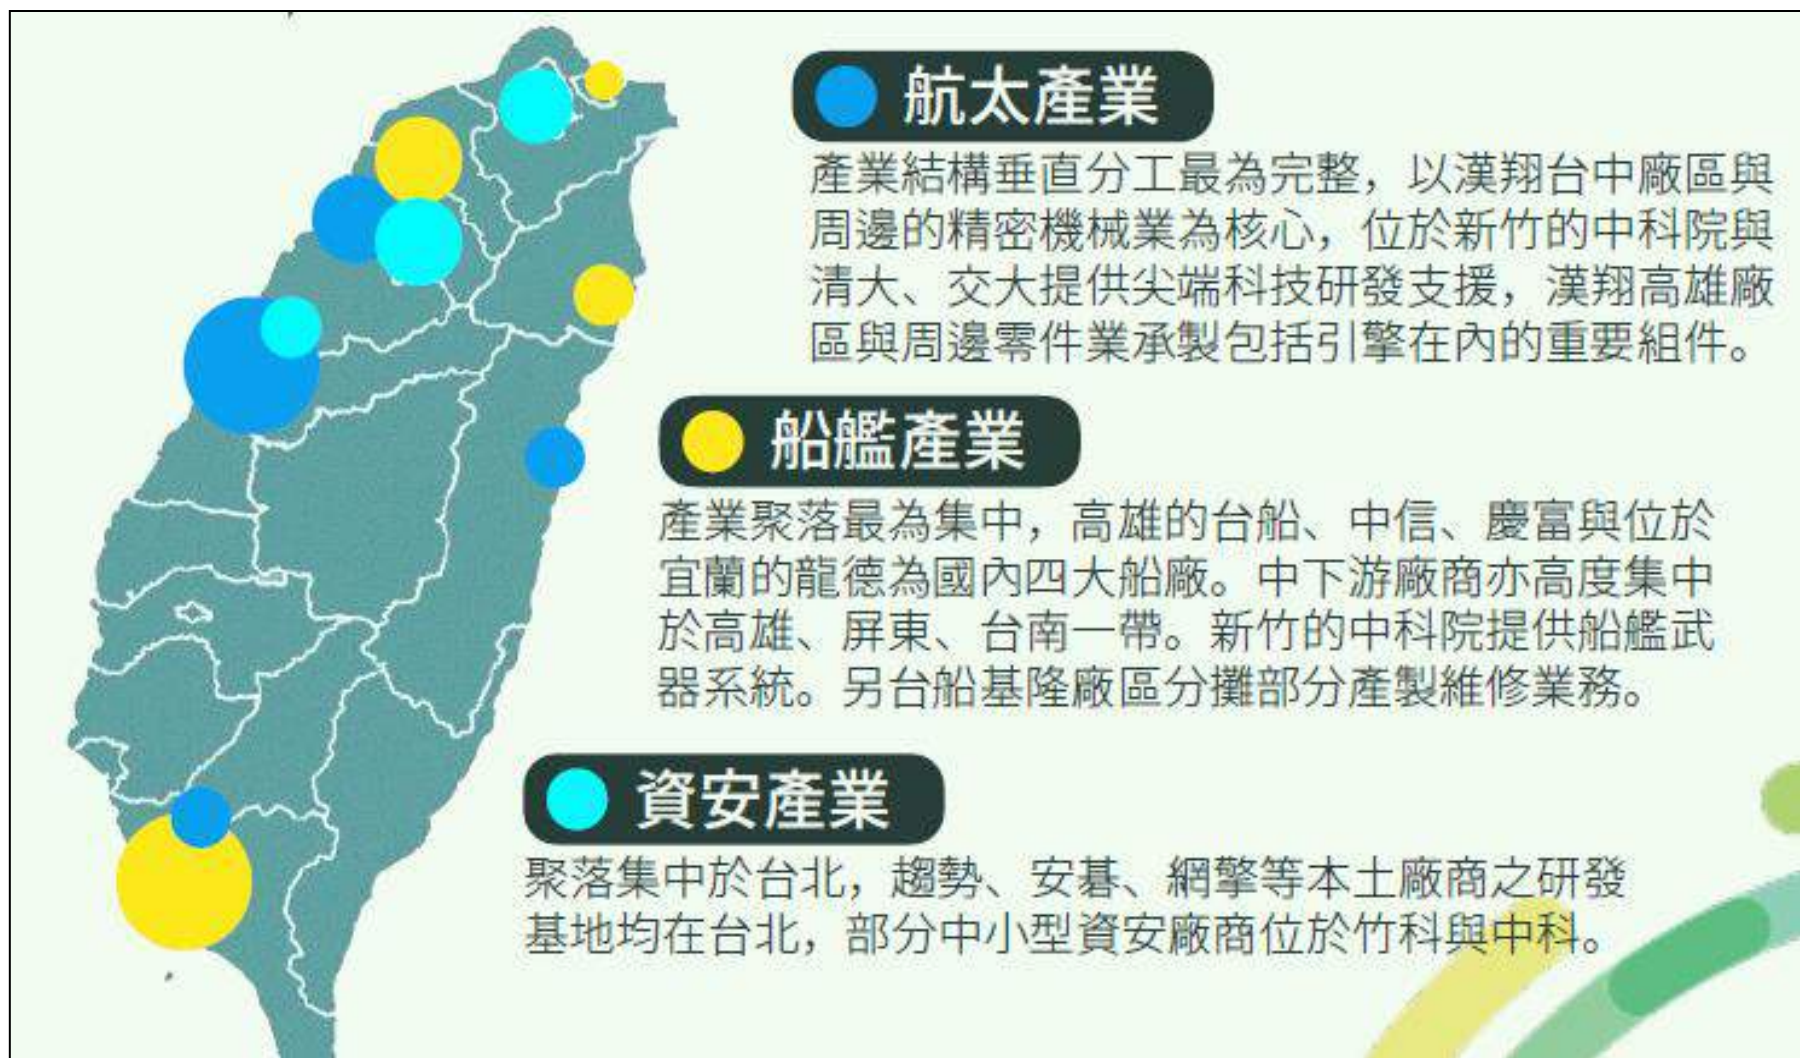 航太產業
產業結構垂直分工最為完整，以漢翔台中廠區與
周邊的精密機械業為核心，位於新竹的中科院與
清大、交大提供尖端科技研發支援，漢翔高雄廠
區與周邊零件業承製包括引擎在內的重要組件。
船艦產業
產業聚落最為集中，高雄的台船、中信、慶富與位於
宜蘭的龍德為國內四大船廠。中下游廠商亦高度集中
於高雄、屏東、台南一帶。新竹的中科院提供船艦武
器系統。另台船基隆廠區分攤部分產製維修業務。
資安產業
聚落集中於台北，趨勢、安碁、網擎等本土廠商之研發
基地均在台北，部分中小型資安廠商位於竹科與中科。